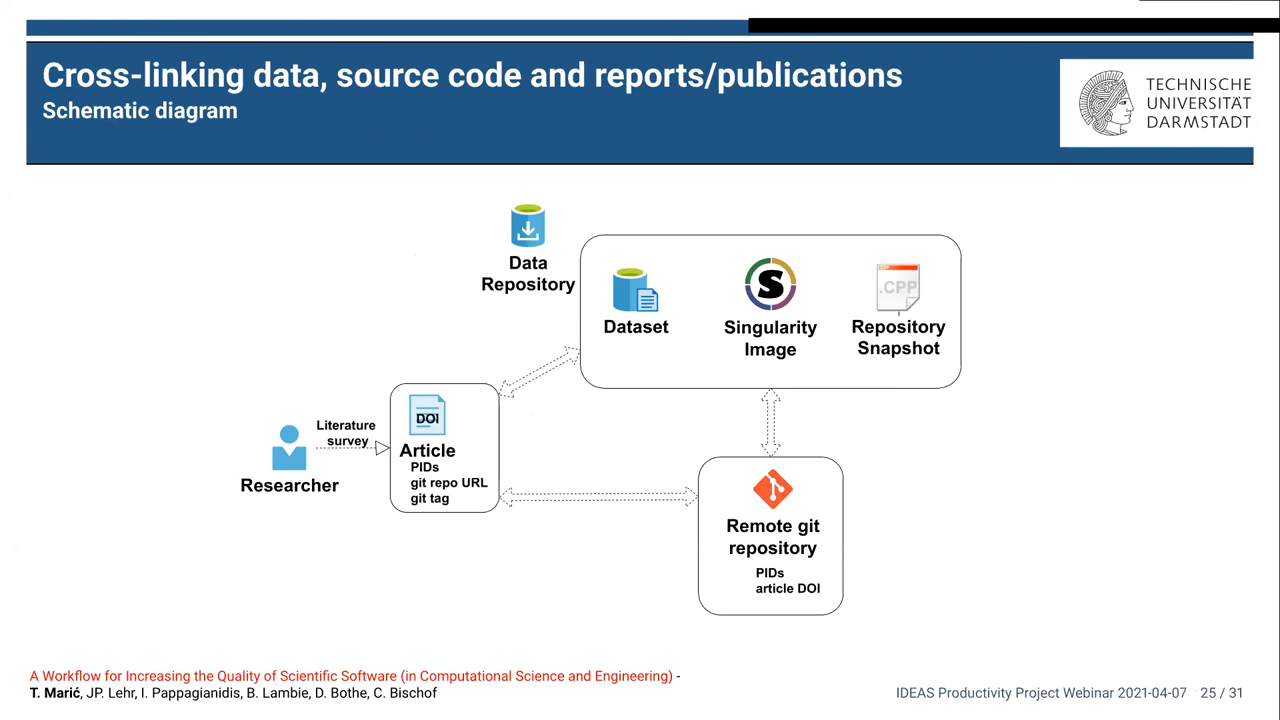 Cross-linking data, source code and reports/publications
Schematic diagram
TECHNISCHE
UNIVERSITÄT
DARMSTADT
Data
Repository
Dataset
Singularity
Image
.CPP
Repository
Snapshot
Literature
survey
Researcher
DOI
Article
PIDs
git repo URL
git tag
Remote git
repository
PIDs
article DOI
A Workflow for Increasing the Quality of Scientific Software (in Computational Science and Engineering) -
T. Marić, JP. Lehr, I. Pappagianidis, B. Lambie, D. Bothe, C. Bischof
IDEAS Productivity Project Webinar 2021-04-07 25 / 31